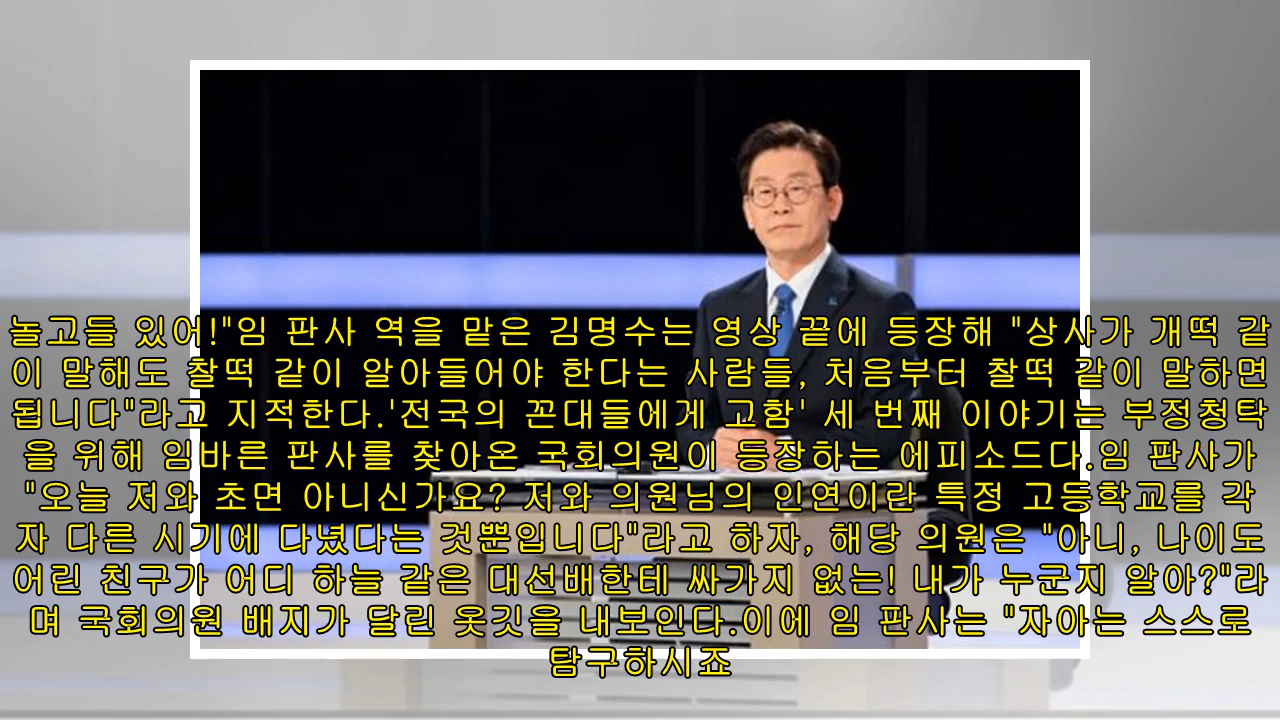 놀고들 있어!"임 판사 역을 맡은 김명수는 영상 끝에 등장해 "상사가 개떡 같
이 말해도 찰떡 같이 알아들어야 한다는 사람들, 처음부터 찰떡 같이 말하면
됩니다"라고 지적한다.'전국의 꼰대들에게 고함' 세 번째 이야기는 부정청탁
을 위해 임바른 판사를 찾아온 국회의원이 등장하는 에피소드다.임 판사가
"오늘 저와 초면 아니신가요? 저와 의원님의 인연이란 특정 고등학교를 각
자 다른 시기에 다녔다는 것뿐입니다"라고 하자, 해당 의원은 "아니, 나이도
어린 친구가 어디 하늘 같은 대선배한테 싸가지 없는! 내가 누군지 알아?"라
며 국회의원 배지가 달린 옷깃을 내보인다.이에 임 판사는 "자아는 스스로
탐구하시죠